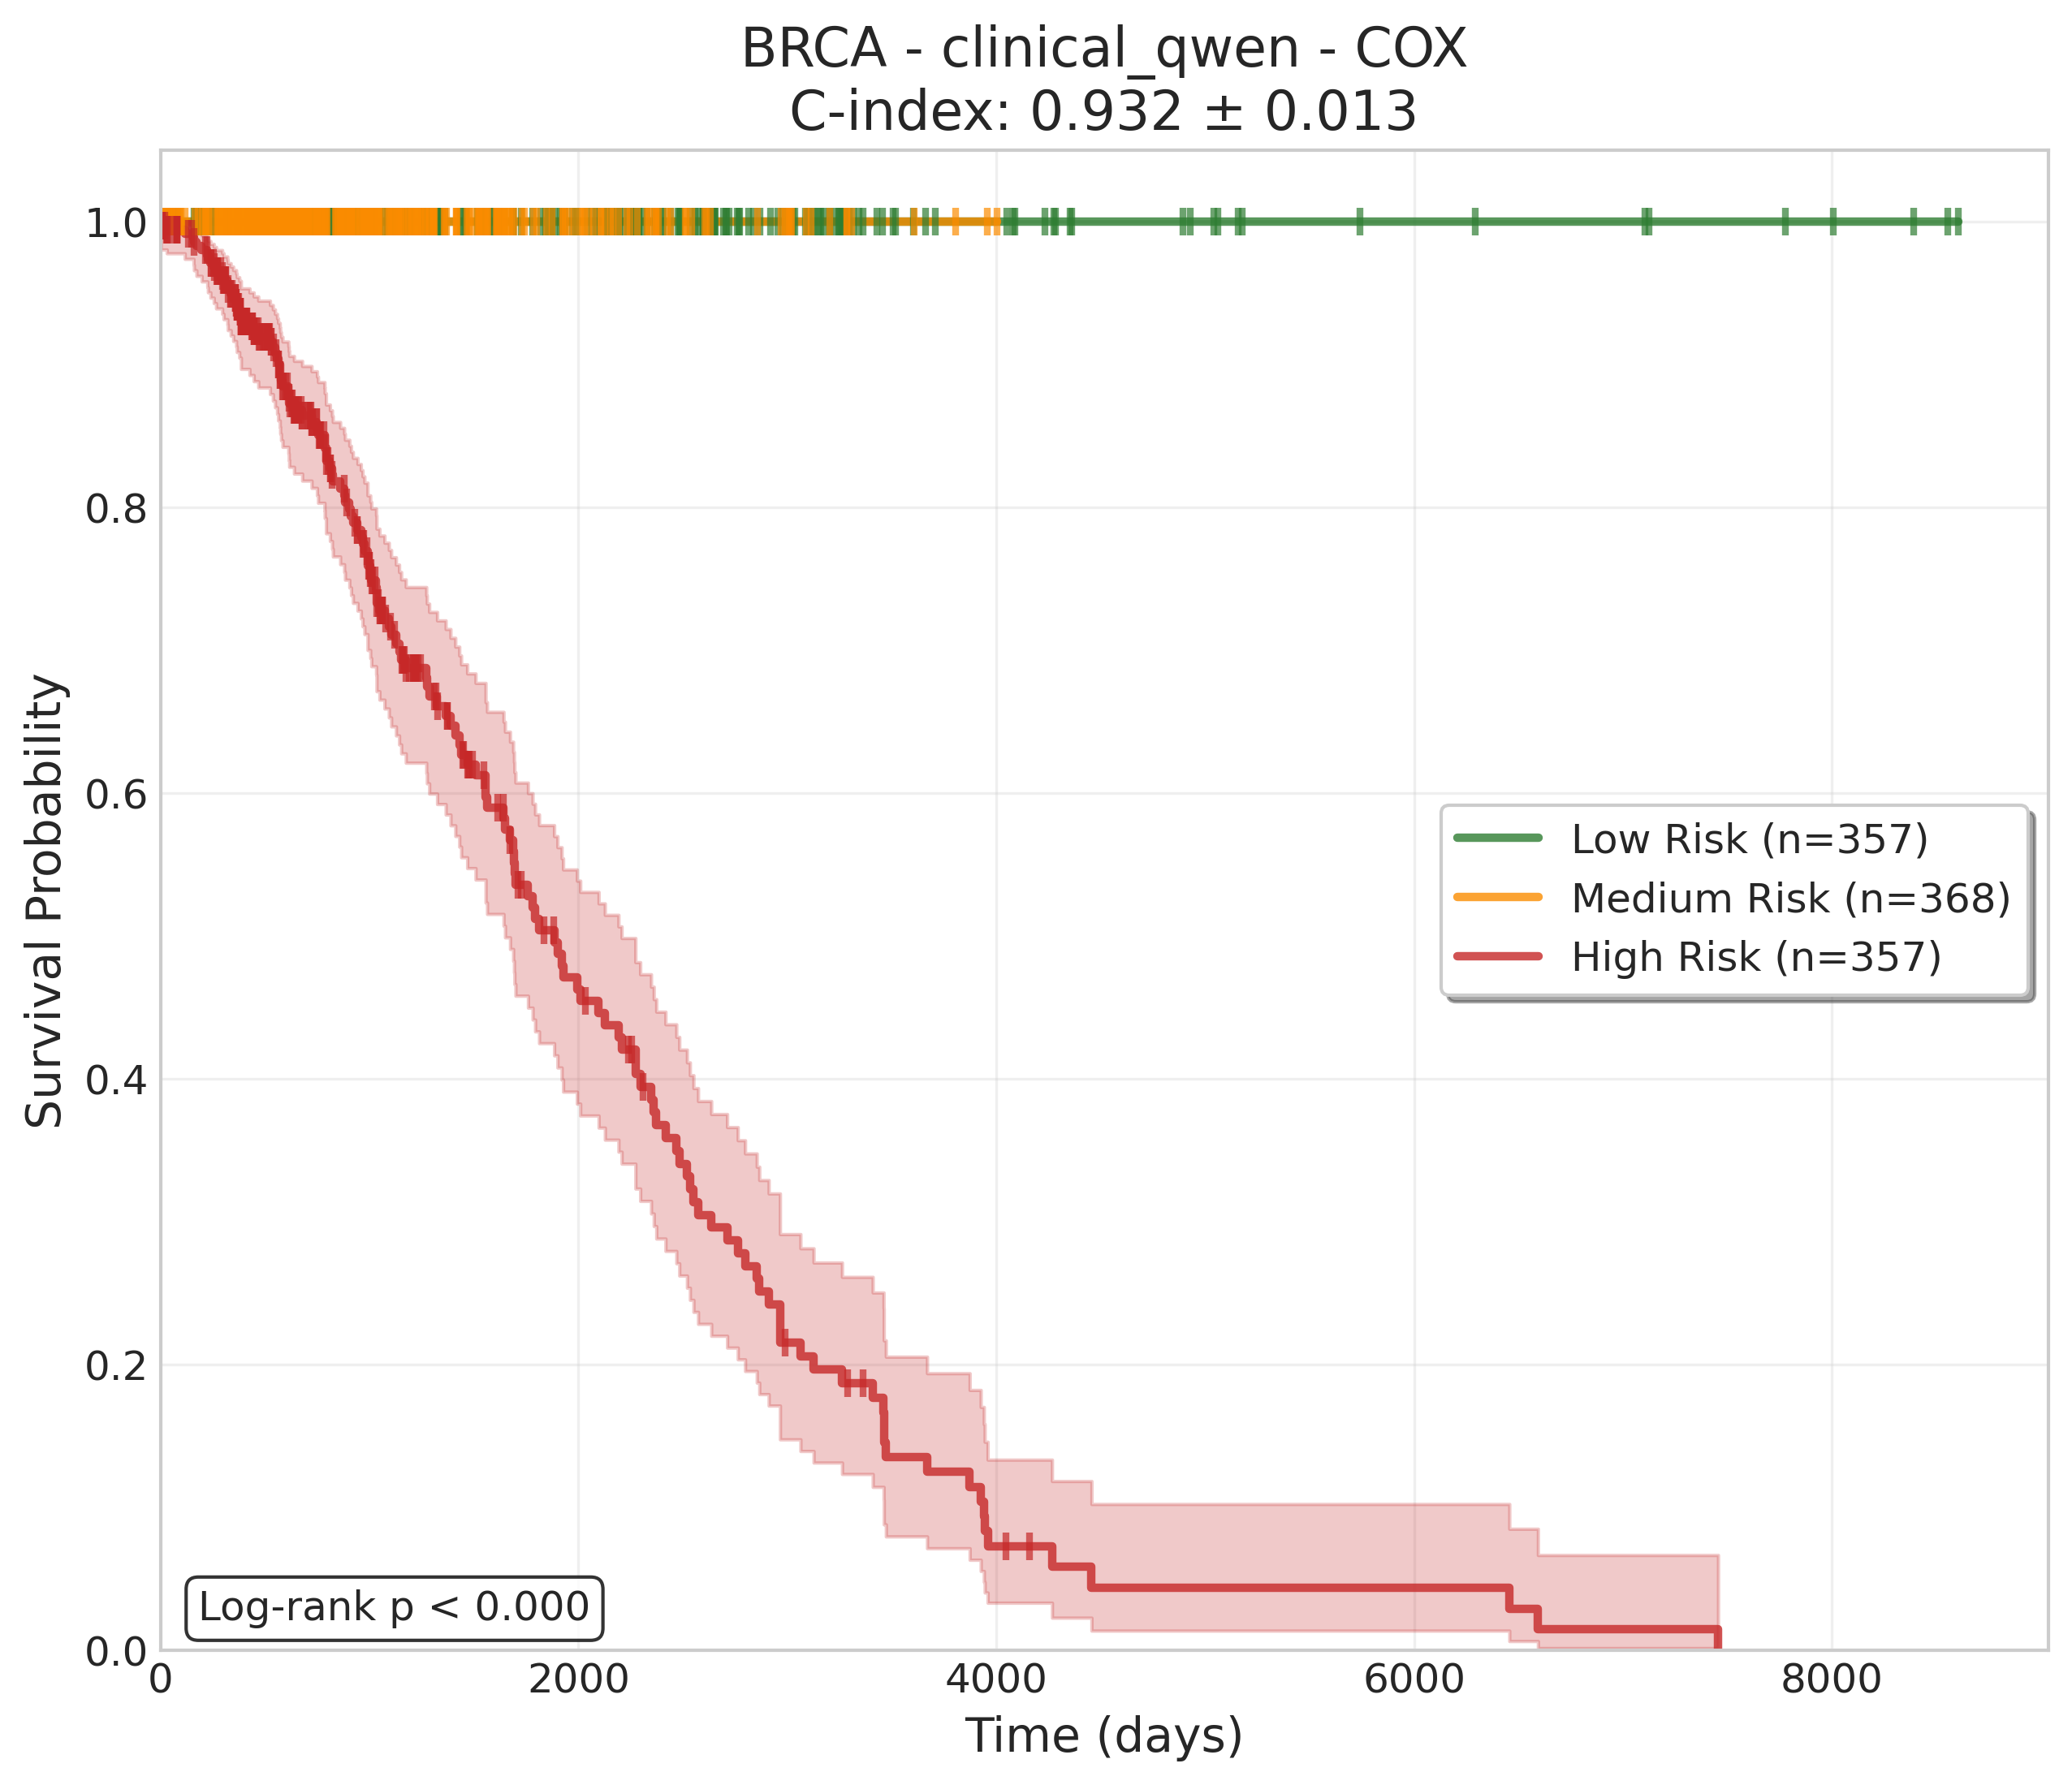 BRCA - clinical_qwen - COX
C-index: 0.932 ± 0.013
Survival Probability
1.0
0.8
0.6
0.4
0.2
0.0
Low Risk (n=357)
Medium Risk (n=368)
High Risk (n=357)
Log-rank p < 0.000
0 2000 4000 6000 8000
Time (days)